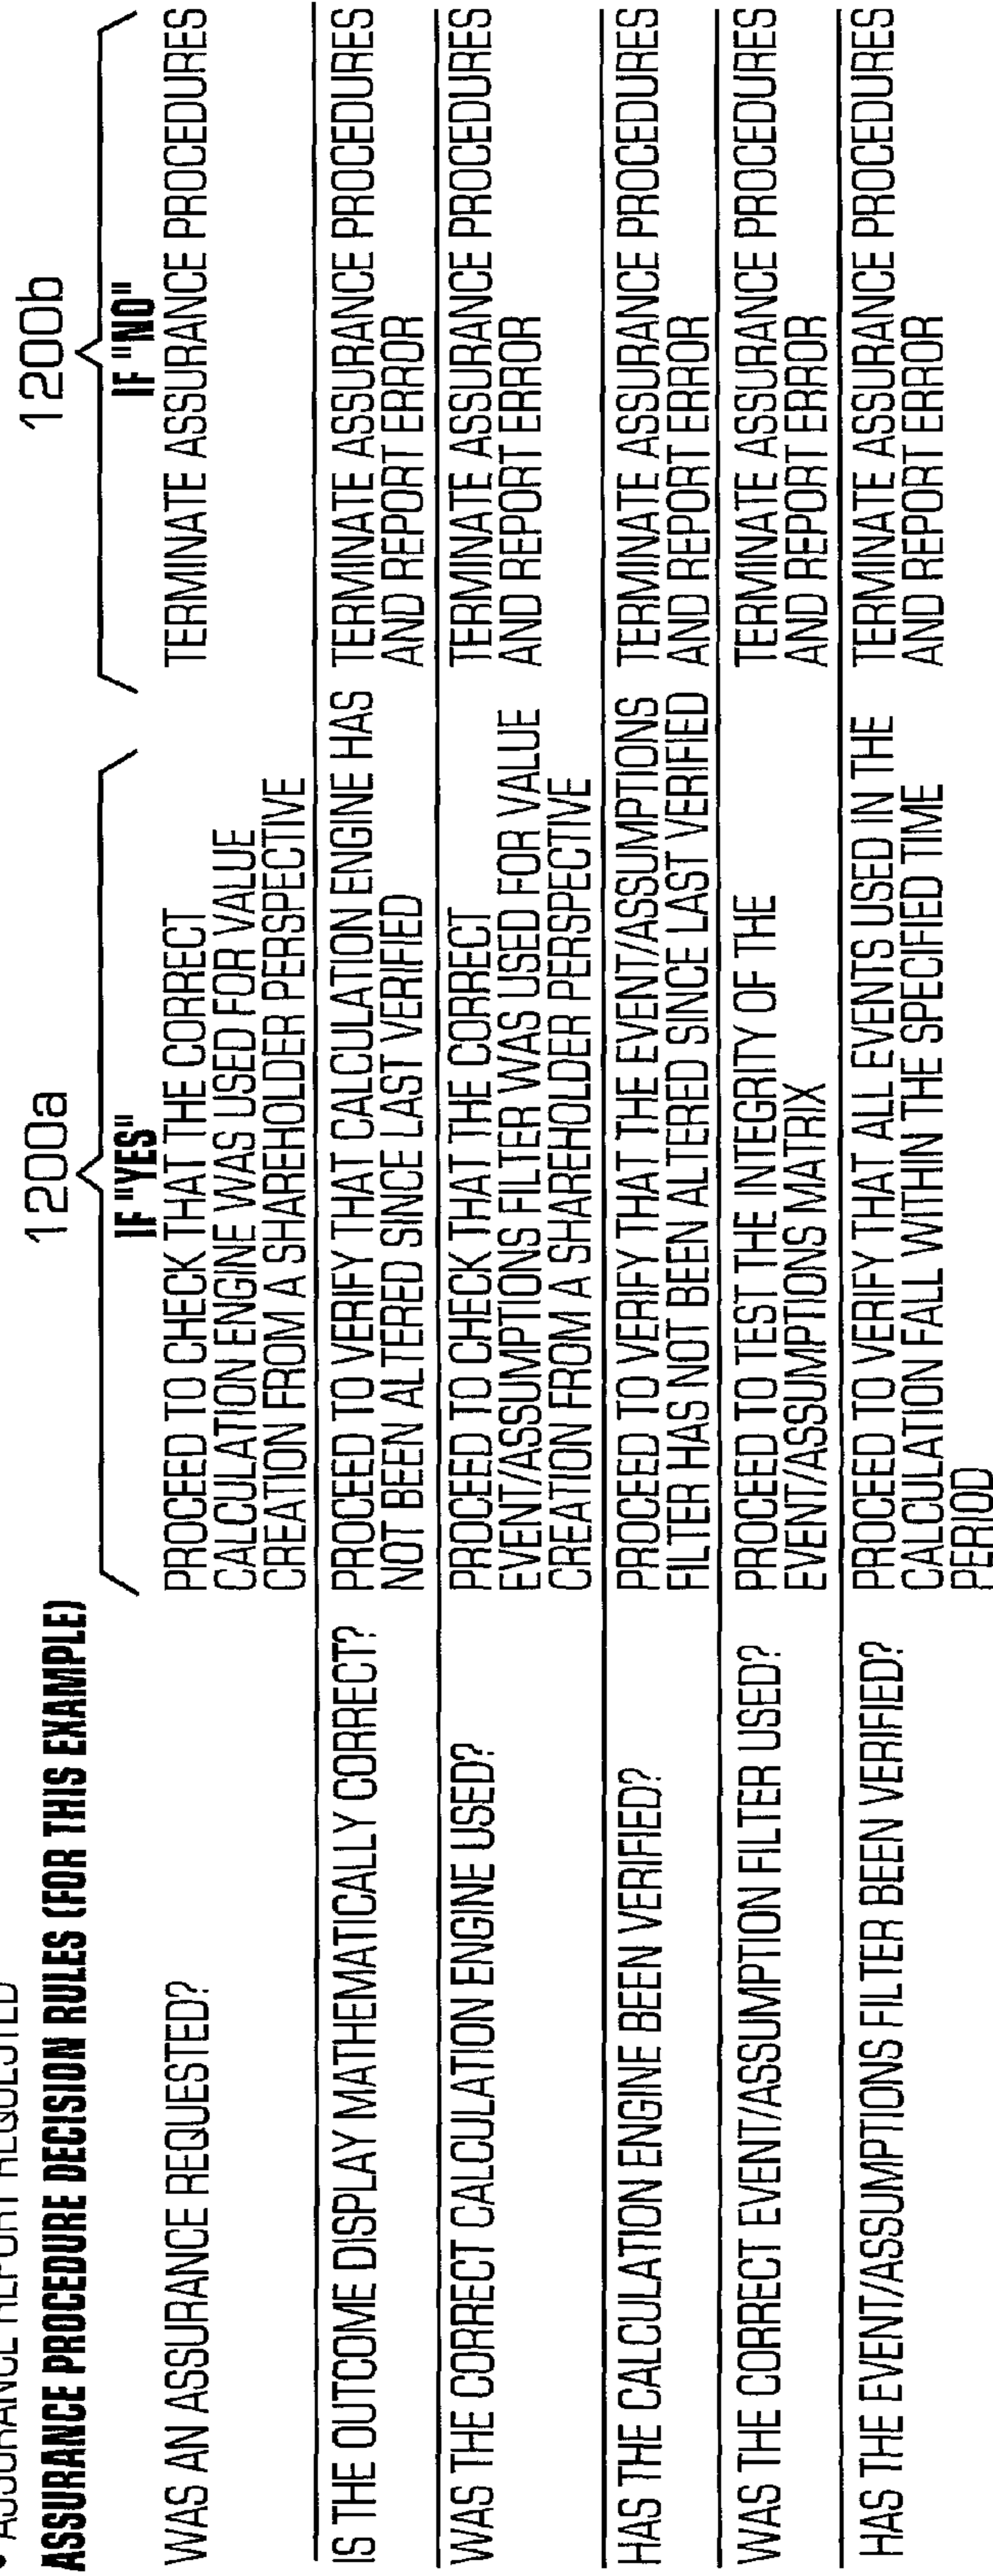 • ASSURANCE REPORT REQUESTED
ASSURANCE PROCEDURE DECISION RULES (FOR THIS EXAMPLE)
1200a
1200b
IF "YES"
IF "NO"
WAS AN ASSURANCE REQUESTED?
PROCEED TO CHECK THAT THE CORRECT
CALCULATION ENGINE WAS USED FOR VALUE
CREATION FROM A SHAREHOLDER PERSPECTIVE
TERMINATE ASSURANCE PROCEDURES
IS THE OUTCOME DISPLAY MATHEMATICALLY CORRECT?
PROCEED TO VERIFY THAT CALCULATION ENGINE HAS
NOT BEEN ALTERED SINCE LAST VERIFIED
TERMINATE ASSURANCE PROCEDURES
AND REPORT ERROR
WAS THE CORRECT CALCULATION ENGINE USED?
PROCEED TO CHECK THAT THE CORRECT
EVENT/ASSUMPTIONS FILTER WAS USED FOR VALUE
CREATION FROM A SHAREHOLDER PERSPECTIVE
TERMINATE ASSURANCE PROCEDURES
AND REPORT ERROR
HAS THE CALCULATION ENGINE BEEN VERIFIED?
PROCEED TO VERIFY THAT THE EVENT/ASSUMPTIONS
FILTER HAS NOT BEEN ALTERED SINCE LAST VERIFIED
TERMINATE ASSURANCE PROCEDURES
AND REPORT ERROR
WAS THE CORRECT EVENT/ASSUMPTION FILTER USED?
PROCEED TO TEST THE INTEGRITY OF THE
EVENT/ASSUMPTIONS MATRIX
TERMINATE ASSURANCE PROCEDURES
AND REPORT ERROR
HAS THE EVENT/ASSUMPTIONS FILTER BEEN VERIFIED?
PROCEED TO VERIFY THAT ALL EVENTS USED IN THE
CALCULATION FALL WITHIN THE SPECIFIED TIME
PERIOD
TERMINATE ASSURANCE PROCEDURES
AND REPORT ERROR